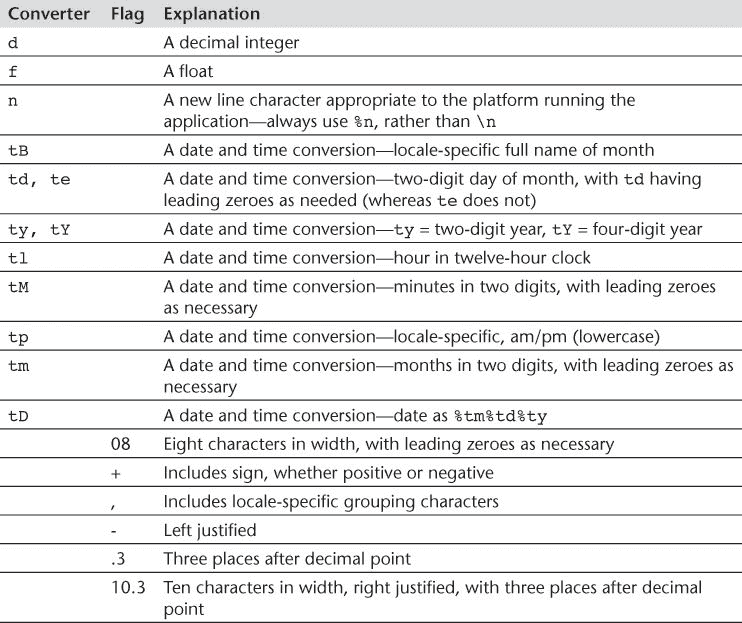 Converter Flag Explanation
d A decimal integer
f A float
n A new line character appropriate to the platform running the
application—always use %n, rather than \n
tB A date and time conversion—locale-specific full name of month
td, te A date and time conversion—two-digit day of month, with td having
leading zeroes as needed (whereas te does not)
ty, tY A date and time conversion—ty = two-digit year, tY = four-digit year
tl A date and time conversion—hour in twelve-hour clock
tM A date and time conversion—minutes in two digits, with leading zeroes
as necessary
tp A date and time conversion—locale-specific, am/pm (lowercase)
tm A date and time conversion—months in two digits, with leading zeroes as
necessary
tD A date and time conversion—date as %tm%td%ty
08 Eight characters in width, with leading zeroes as necessary
+ Includes sign, whether positive or negative
, Includes locale-specific grouping characters
- Left justified
.3 Three places after decimal point
10.3 Ten characters in width, right justified, with three places after decimal
point